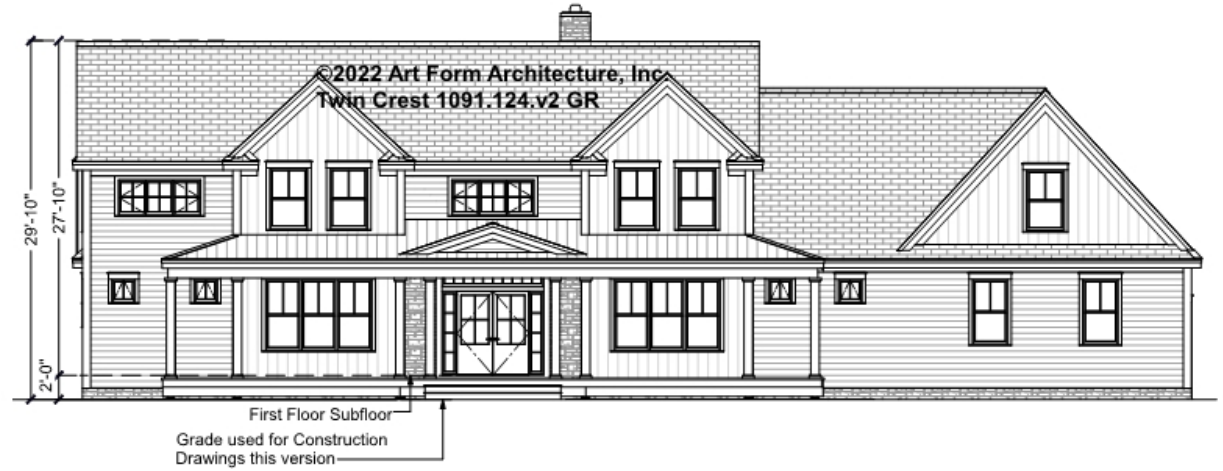 ©2022 Art Form Architecture, Inc.
Twin Crest 1091.124.v2 GR
29'-10"
27'-10"
2'-0"
First Floor Subfloor
Grade used for Construction
Drawings this version